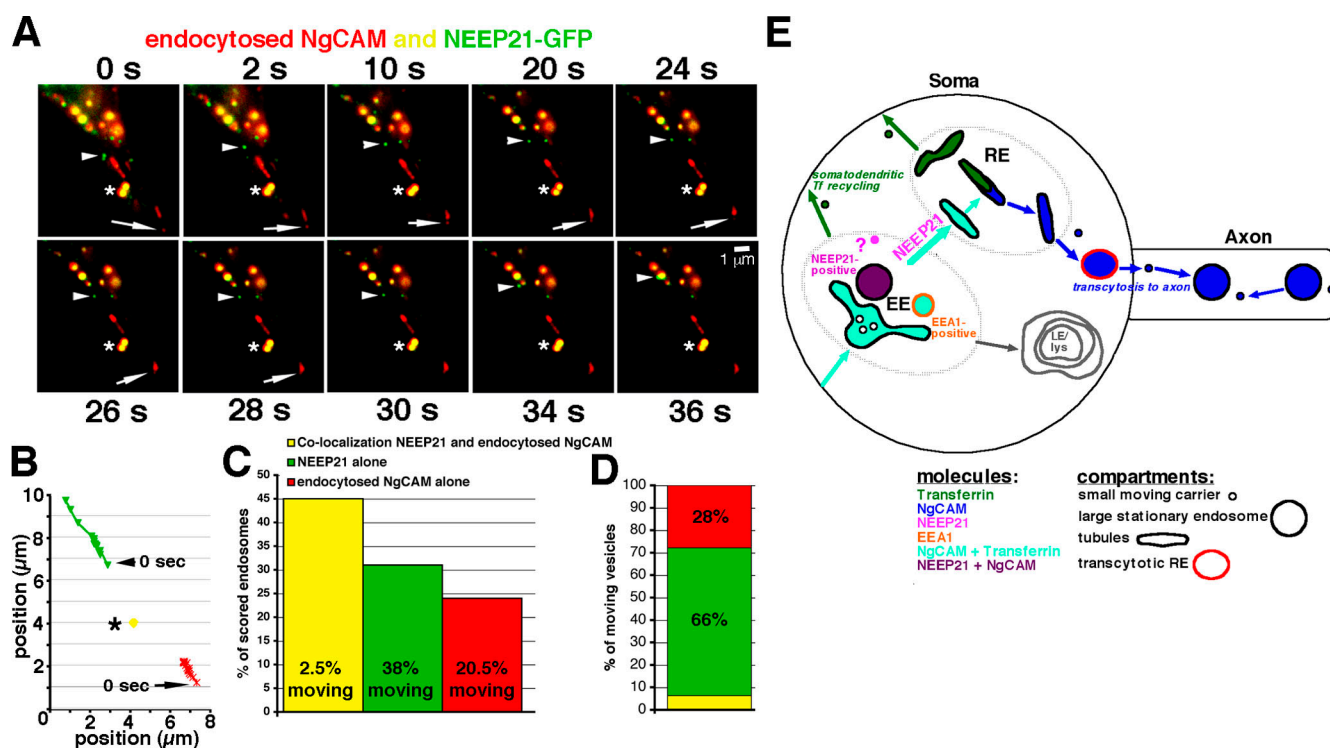 A
endocytosed NgCAM and NEEP21-GFP
0 s 2 s 10 s 20 s 24 s
* * * * *
1 μm
* * * * *
26 s 28 s 30 s 34 s 36 s
B
10
8
6
4
2
0
0 2 4 6 8
position (μm)
position (μm)
0 sec
*
0 sec
C
Co-localization NEEP21 and endocytosed NgCAM
NEEP21 alone
endocytosed NgCAM alone
% of scored endosomes
50
45
40
35
30
25
20
15
10
5
0
2.5%
moving
38%
moving
20.5%
moving
D
% of moving vesicles
100
90
80
70
60
50
40
30
20
10
0
28%
66%
E
Soma
RE
somatodendritic
Tf recycling
NEEP21
?
NEEP21-
positive
EE
EEA1-
positive
LE/
lys
transcytosis to axon
Axon
molecules:
Transferrin
NgCAM
NEEP21
EEA1
NgCAM + Transferrin
NEEP21 + NgCAM
compartments:
small moving carrier
large stationary endosome
tubules
transcytotic RE